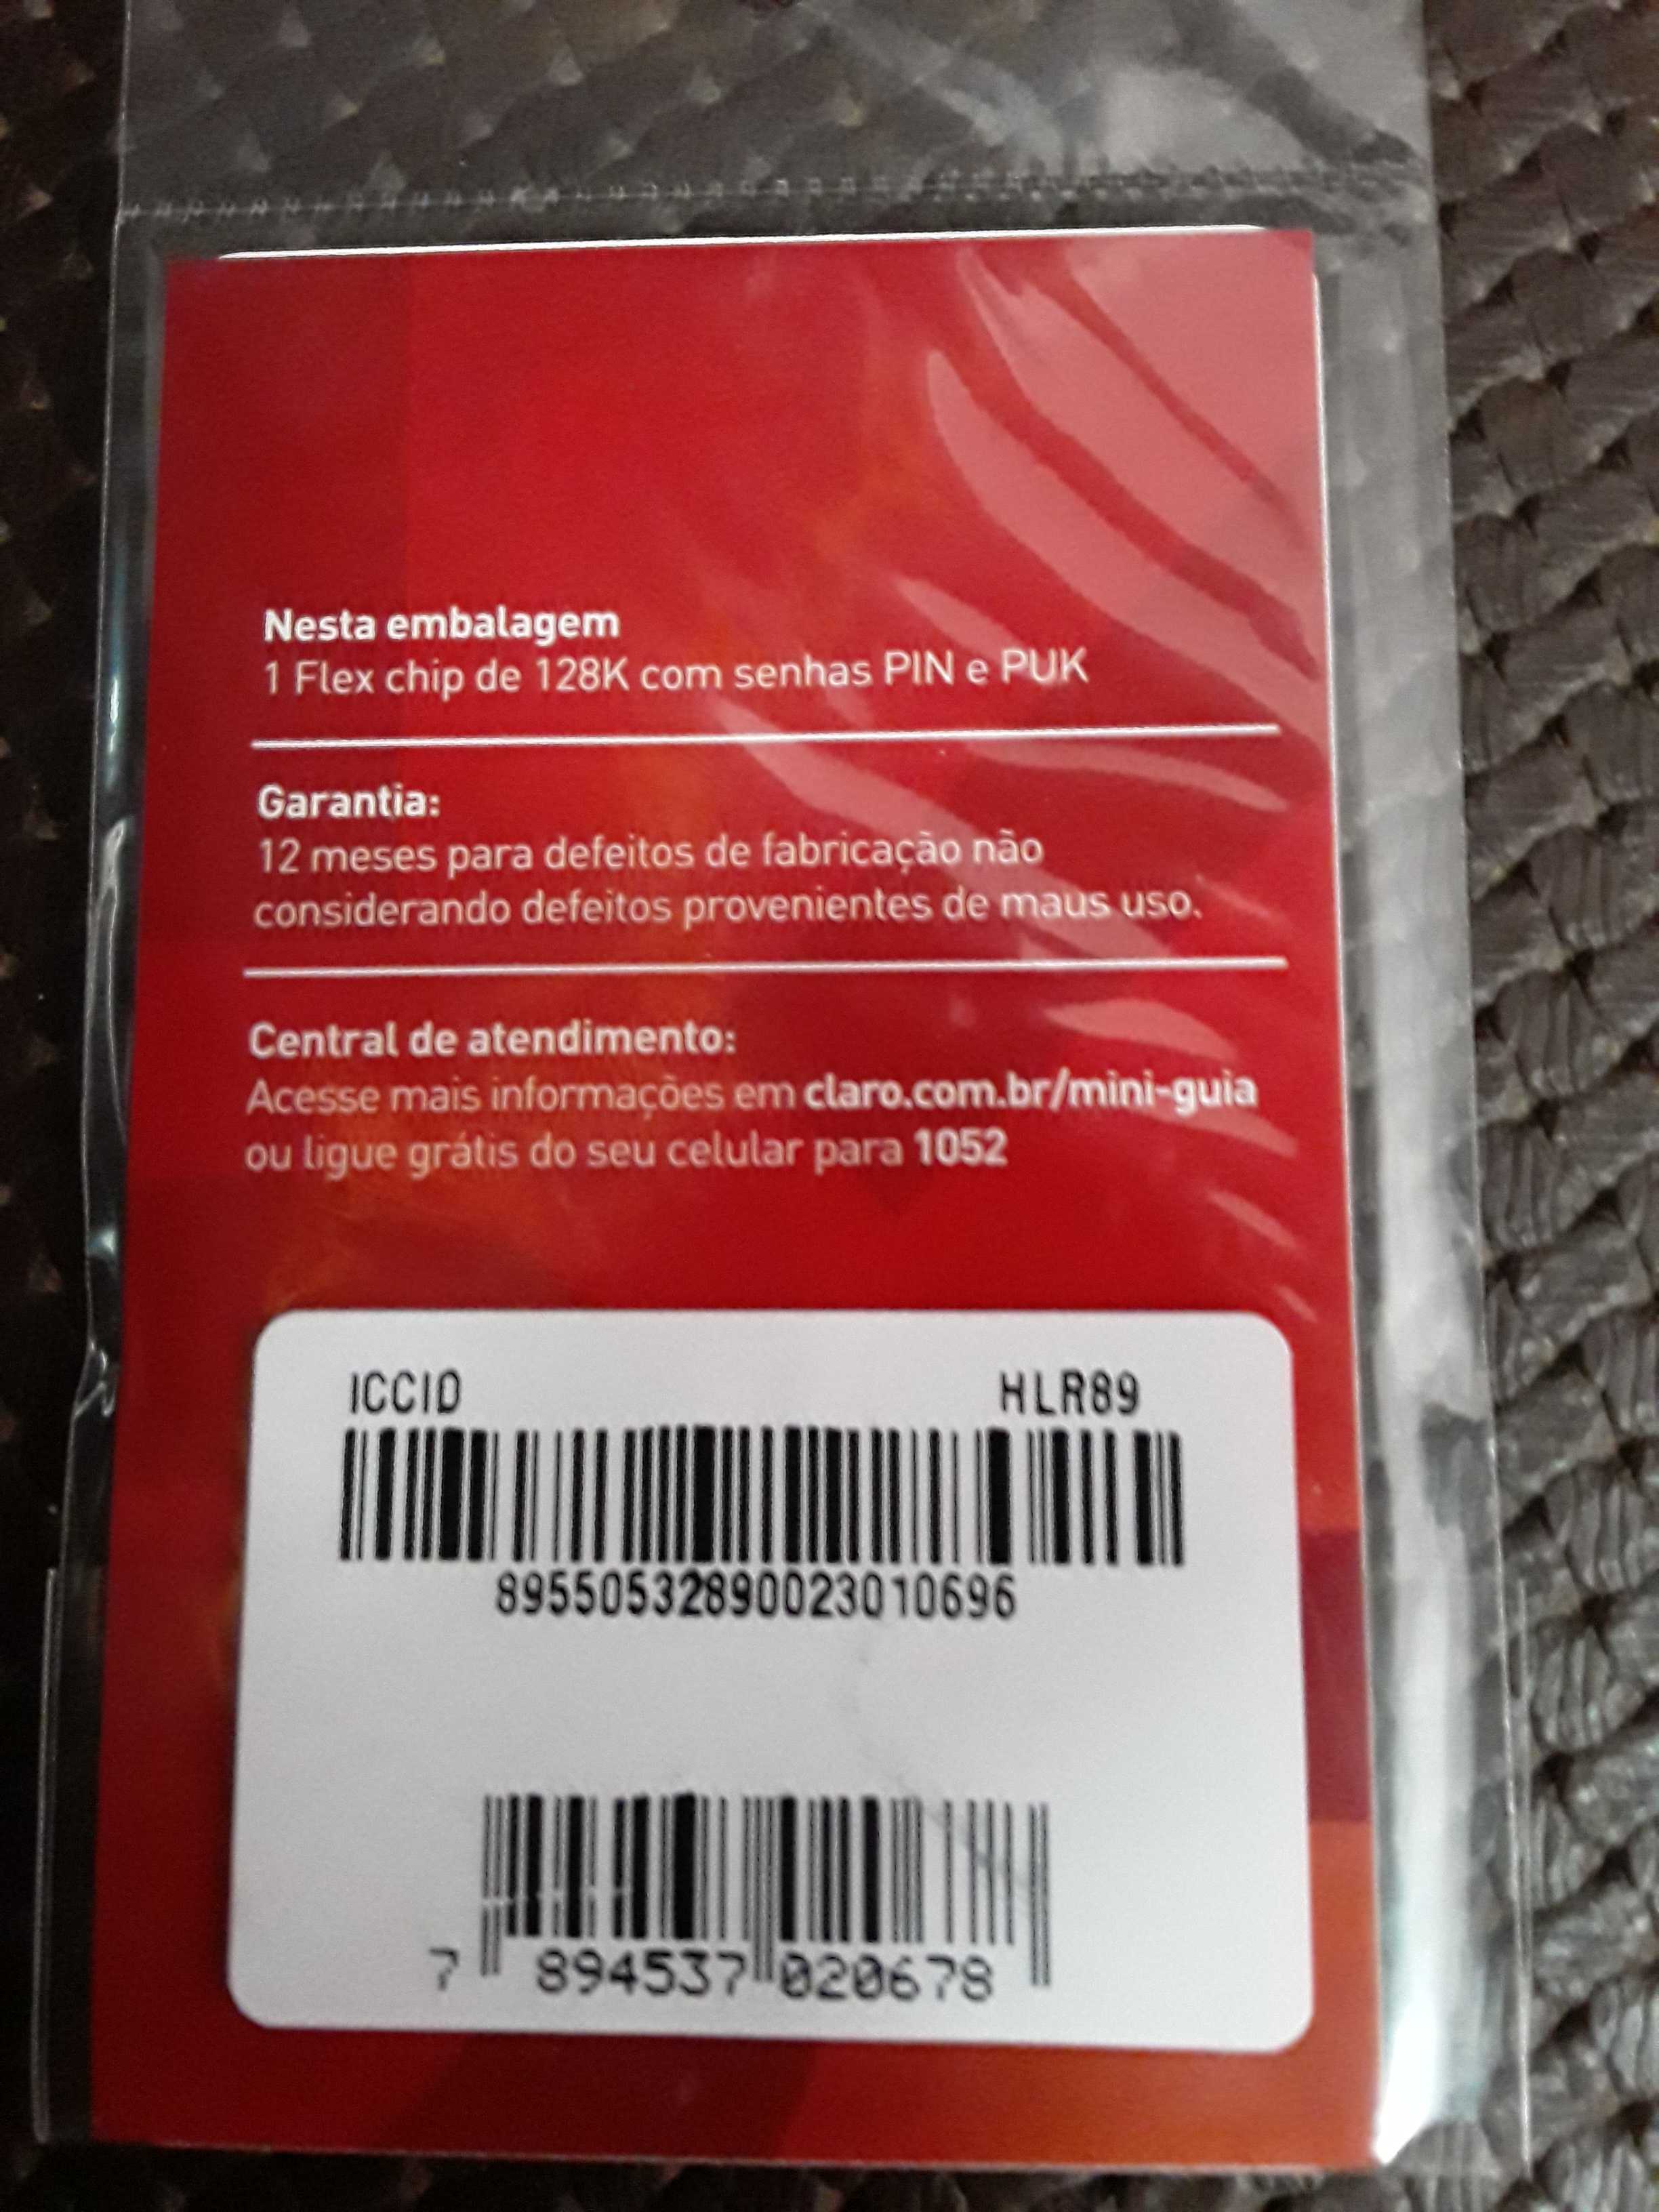 Nesta embalagem
1 Flex chip de 128K com senhas PIN e PUK
Garantia:
12 meses para defeitos de fabricação não
considerando defeitos provenientes de maus uso.
Central de atendimento:
Acesse mais informações em claro.com.br/mini-guia
ou ligue grátis do seu celular para 1052
ICCID HLR89
89550532890023010696
7 894537 020678